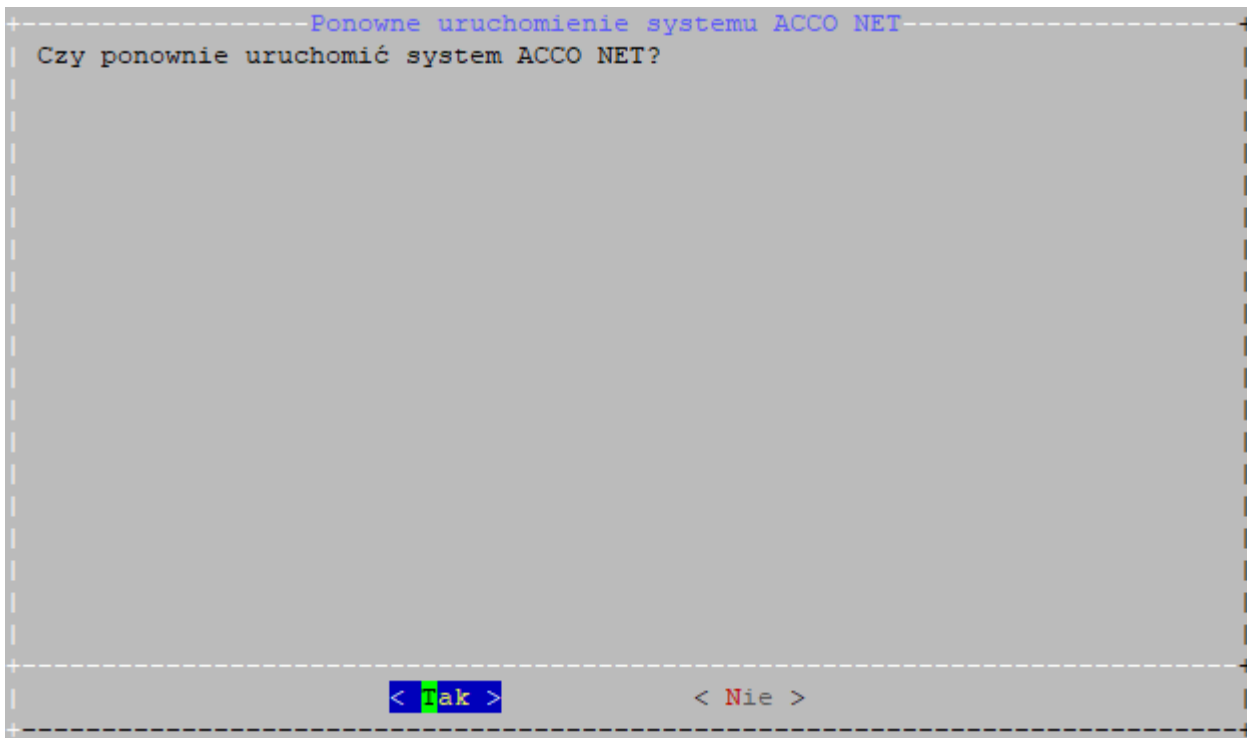 Ponowne uruchomienie systemu ACCO NET
Czy ponownie uruchomić system ACCO NET?
< Tak > < Nie >